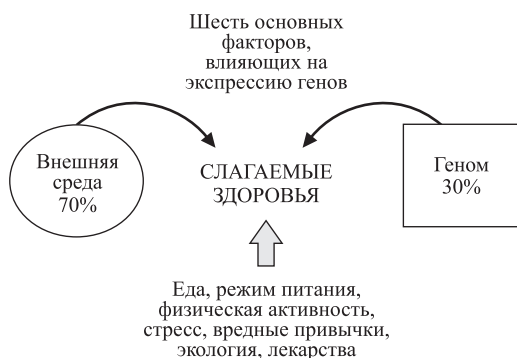 Шесть основных
факторов,
влияющих на
экспрессию генов
Внешняя
среда
70%
СЛАГАЕМЫЕ
ЗДОРОВЬЯ
Геном
30%
Еда, режим питания,
физическая активность,
стресс, вредные привычки,
экология, лекарства